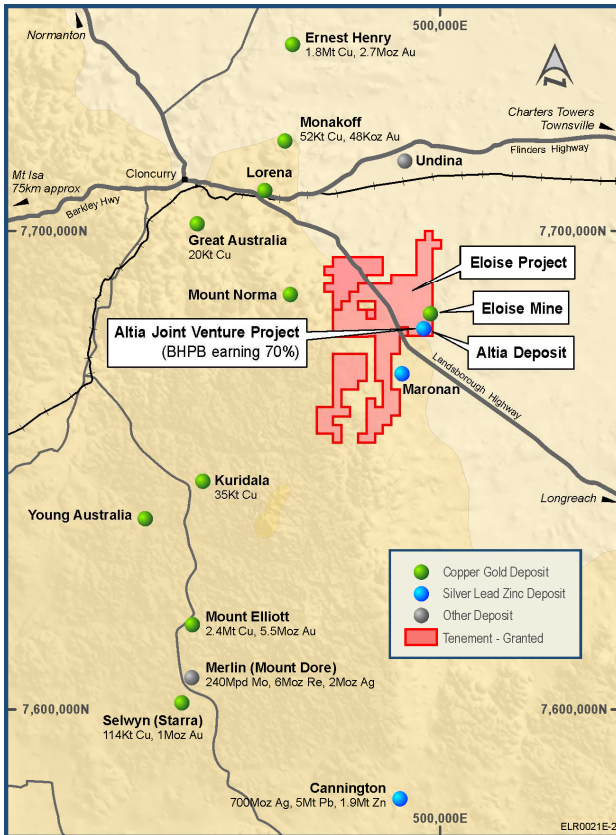 500,000E
Normanton
Ernest Henry
1.8Mt Cu, 2.7Moz Au
Charters Towers
Townsville
Monakoff
52Kt Cu, 48Koz Au
Flinders Highway
Undina
Mt Isa
75km approx
Cloncurry
Lorena
Barkley Hwy
7,700,000N
7,700,000N
Great Australia
20Kt Cu
Eloise Project
Mount Norma
Eloise Mine
Altia Joint Venture Project
(BHPB earning 70%)
Altia Deposit
Landsborough Highway
Maronan
Kuridala
35Kt Cu
Longreach
Young Australia
Copper Gold Deposit
Silver Lead Zinc Deposit
Other Deposit
Tenement - Granted
Mount Elliott
2.4Mt Cu, 5.5Moz Au
Merlin (Mount Dore)
240Mpd Mo, 6Moz Re, 2Moz Ag
7,600,000N
7,600,000N
Selwyn (Starra)
114Kt Cu, 1Moz Au
Cannington
700Moz Ag, 5Mt Pb, 1.9Mt Zn
500,000E
ELR0021E-2